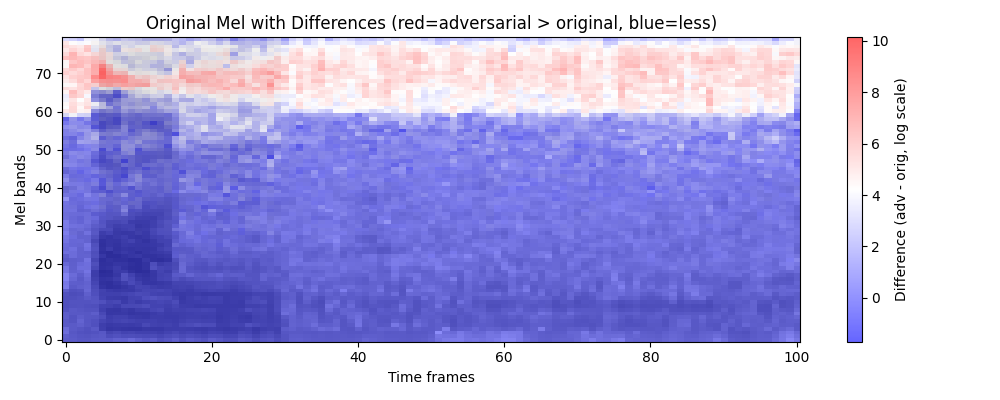 Original Mel with Differences (red=adversarial > original, blue=less)
Mel bands
70
60
50
40
30
20
10
0
0 20 40 60 80 100
Time frames
10
8
6
4
2
0
Difference (adv - orig, log scale)